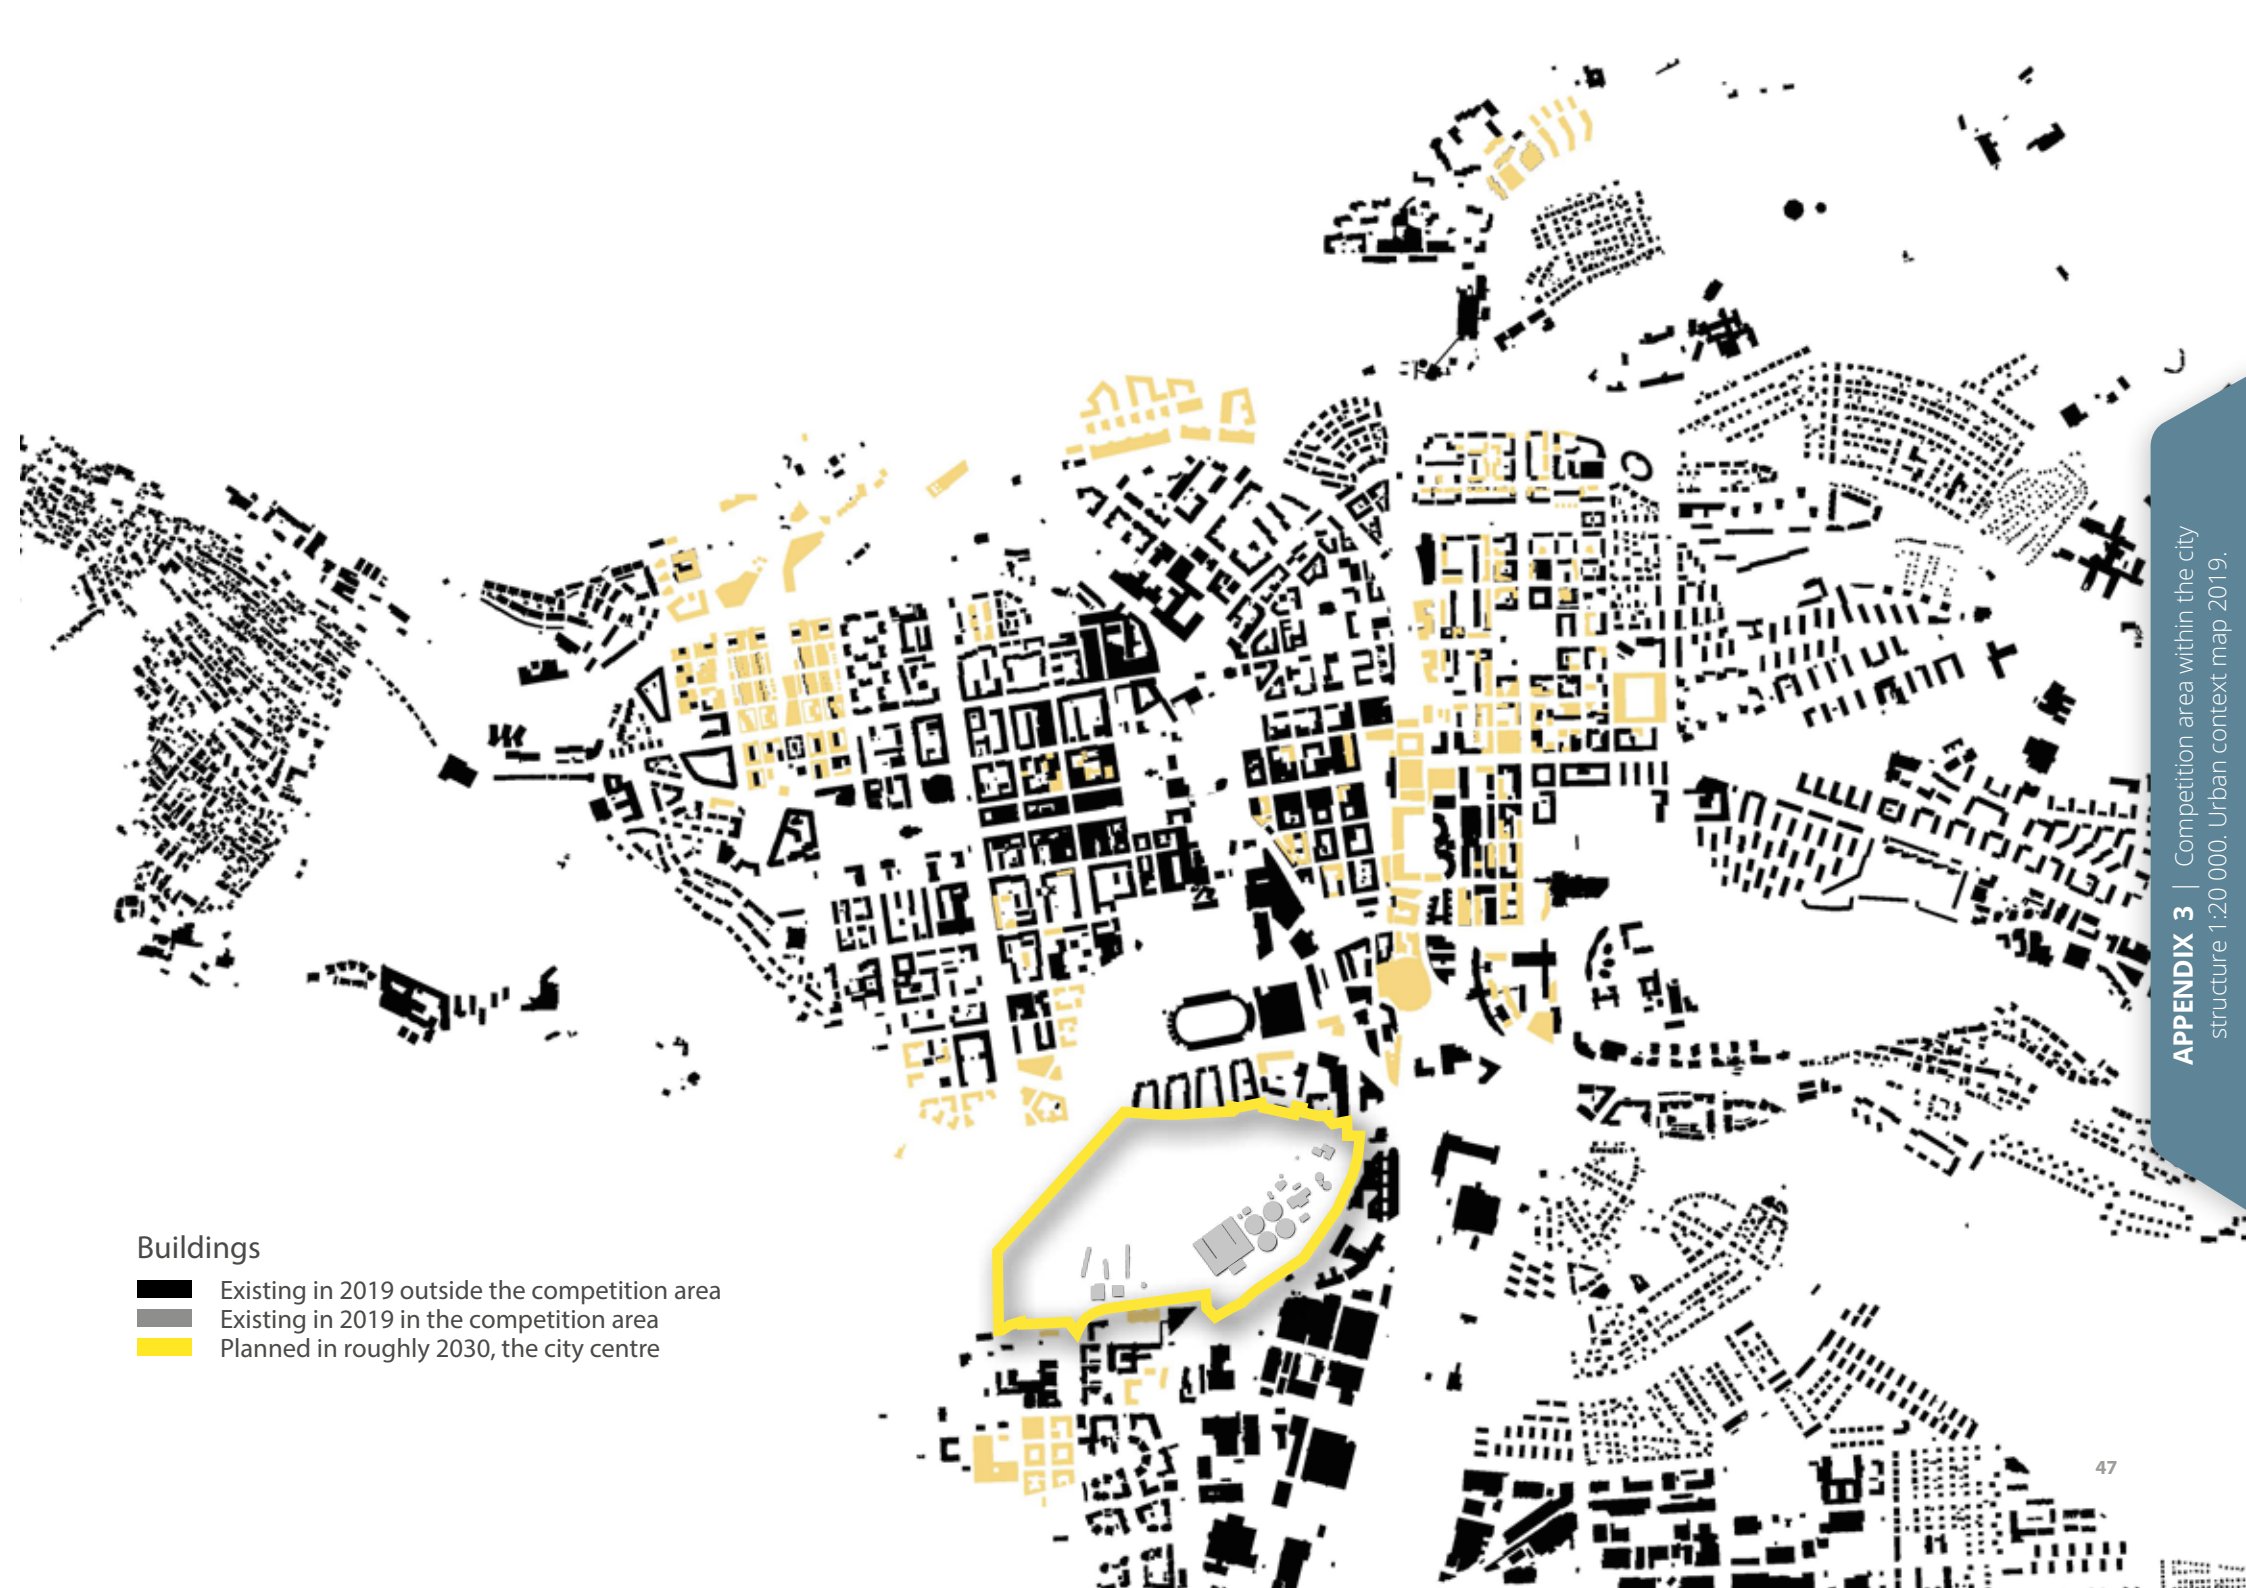 APPENDIX 3 | Competition area within the city
structure 1:20 000. Urban context map 2019.
Buildings
Existing in 2019 outside the competition area
Existing in 2019 in the competition area
Planned in roughly 2030, the city centre
47